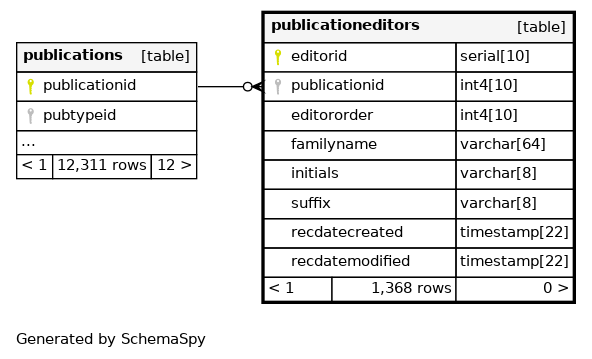 publications [table]
publicationid
pubtypeid
...
< 1 12,311 rows 12 >
publicationeditors [table]
editorid serial[10]
publicationid int4[10]
editororder int4[10]
familyname varchar[64]
initials varchar[8]
suffix varchar[8]
recdatecreated timestamp[22]
recdatemodified timestamp[22]
< 1 1,368 rows 0 >
Generated by SchemaSpy